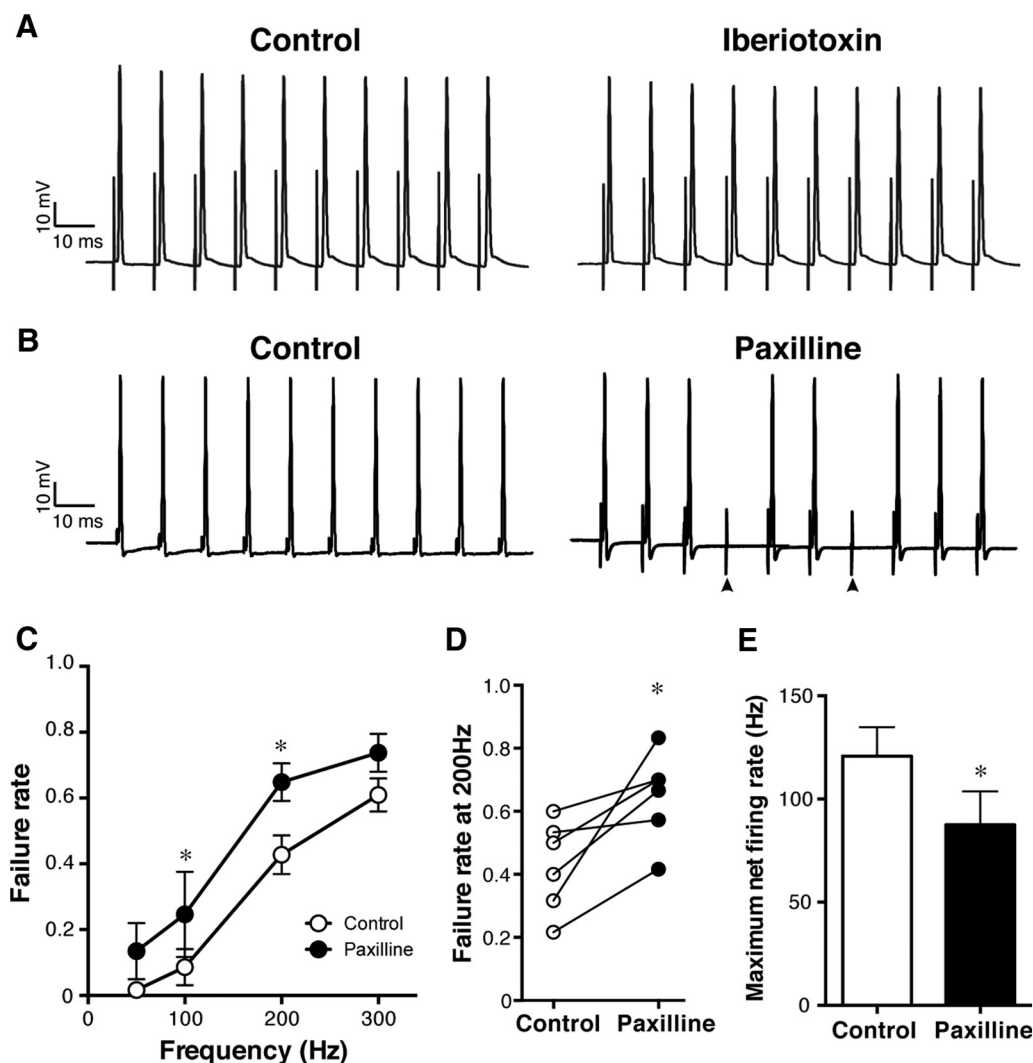 A
Control
Iberiotoxin
10 mV
10 ms
B
Control
Paxilline
10 mV
10 ms
C
1.0
0.8
0.6
0.4
0.2
0
Failure rate
*
*
Control
Paxilline
0
100
200
300
Frequency (Hz)
D
1.0
0.8
0.6
0.4
0.2
0
Failure rate at 200Hz
*
Control
Paxilline
E
150
100
50
0
Maximum net firing rate (Hz)
*
Control
Paxilline